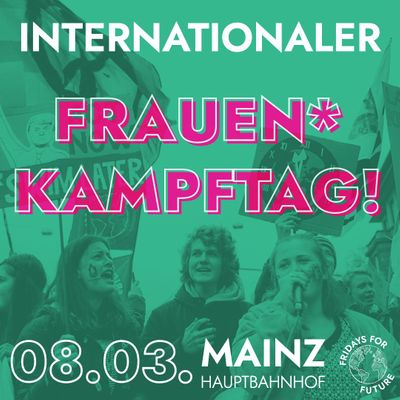 INTERNATIONALER
FRAUEN*
KAMPFTAG!
08.03.
MAINZ
HAUPTBAHNHOF
FRIDAYS FOR
FUTURE